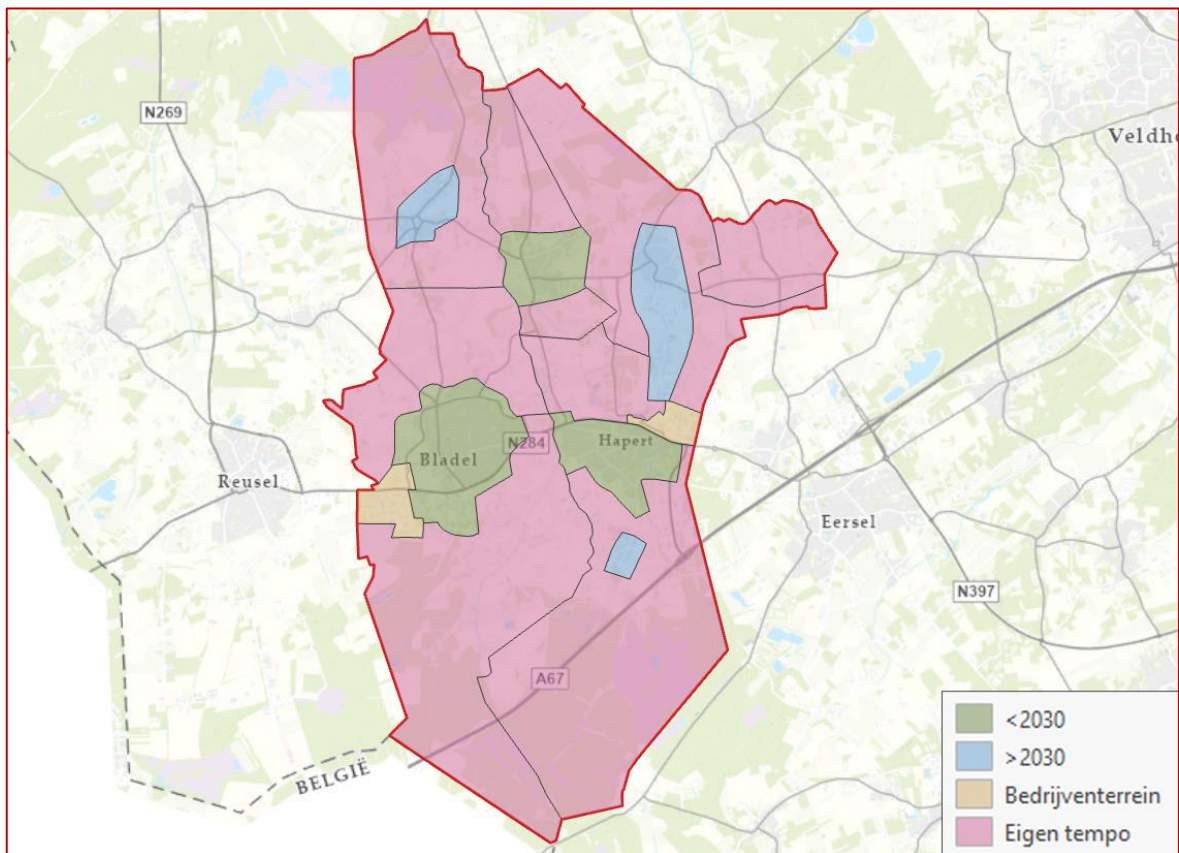 N269
Veldho
N284
Hapert
Bladel
Reusel
Eersel
N397
A67
BELGIË
<2030
>2030
Bedrijventerrein
Eigen tempo